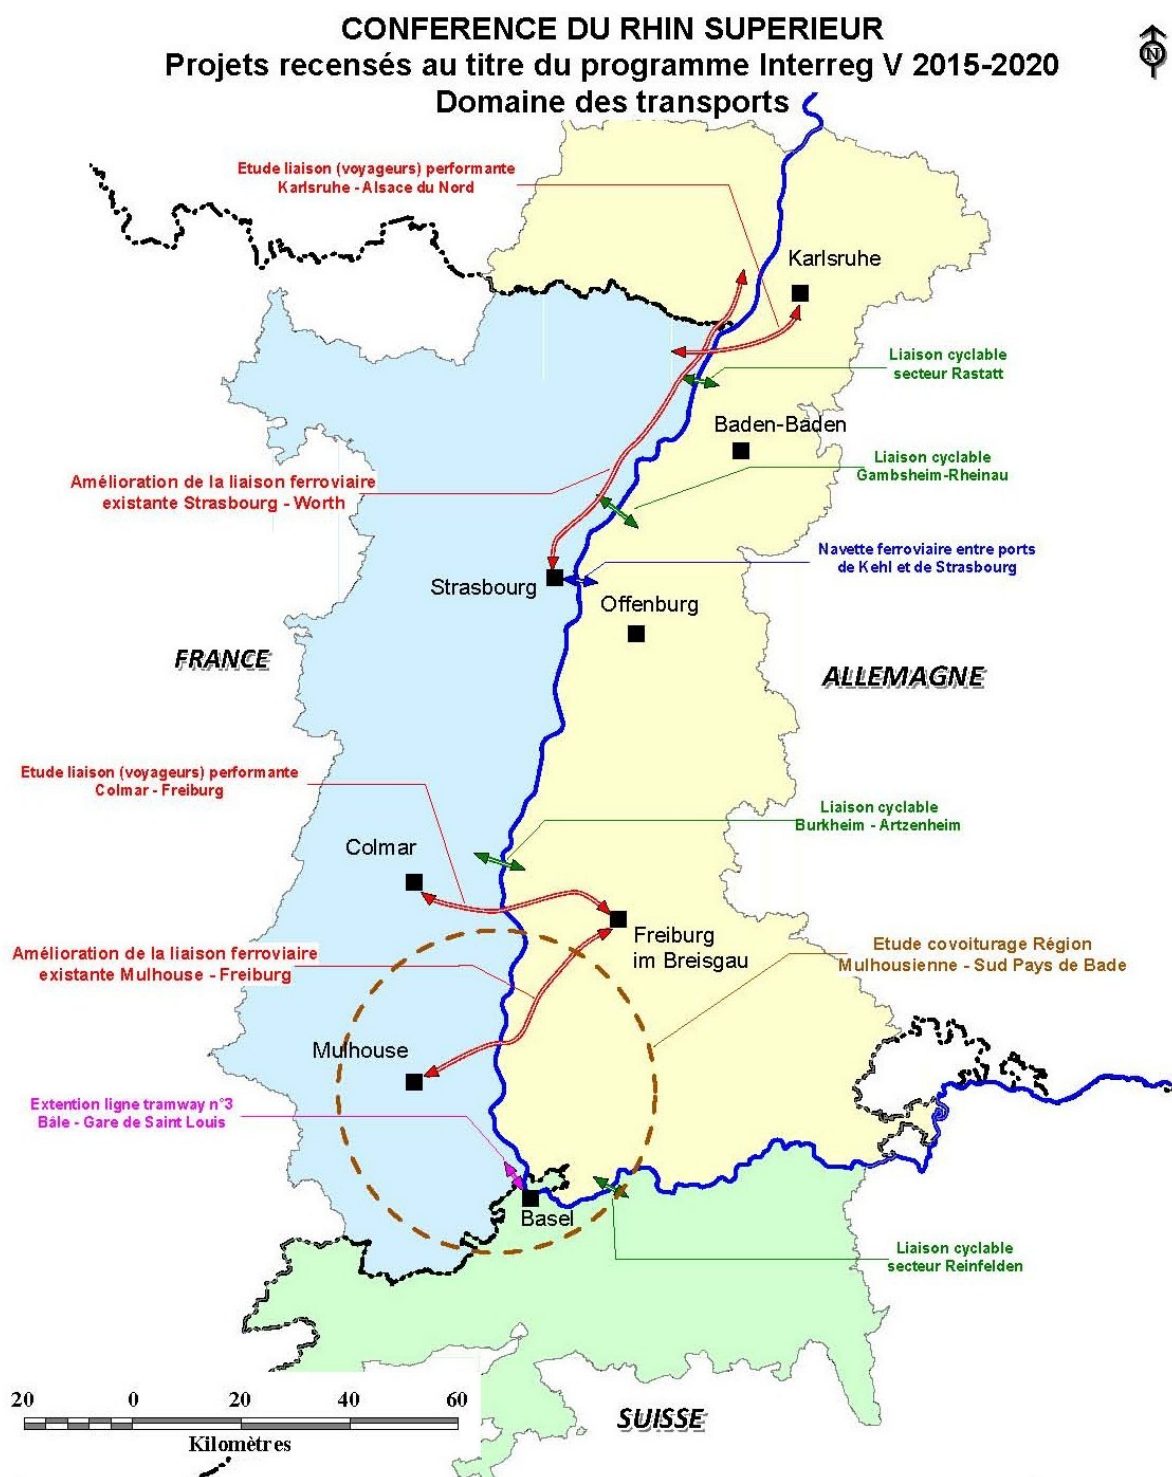 CONFERENCE DU RHIN SUPERIEUR
Projets recensés au titre du programme Interreg V 2015-2020
Domaine des transports
N
Etude liaison (voyageurs) performante
Karlsruhe - Alsace du Nord
Karlsruhe
Liaison cyclable
secteur Rastatt
Baden-Baden
Liaison cyclable
Gambsheim-Rheinau
Amélioration de la liaison ferroviaire
existante Strasbourg - Worth
Navette ferroviaire entre ports
de Kehl et de Strasbourg
Strasbourg
Offenburg
FRANCE
ALLEMAGNE
Etude liaison (voyageurs) performante
Colmar - Freiburg
Liaison cyclable
Burkheim - Artzenheim
Colmar
Freiburg
im Breisgau
Etude covoiturage Région
Mulhousienne - Sud Pays de Bade
Amélioration de la liaison ferroviaire
existante Mulhouse - Freiburg
Mulhouse
Extention ligne tramway n°3
Bâle - Gare de Saint Louis
Basel
Liaison cyclable
secteur Reinfelden
20 0 20 40 60
Kilomètres
SUISSE